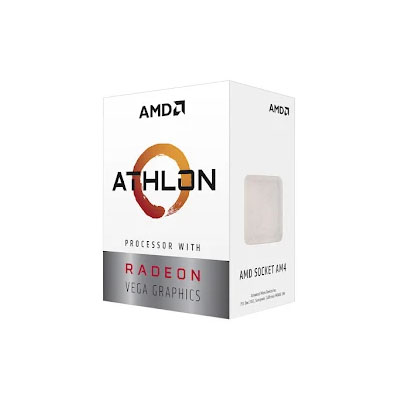 AMD
ATHLON
PROCESSOR WITH
RADEON
VEGA GRAPHICS
AMD SOCKET AM4